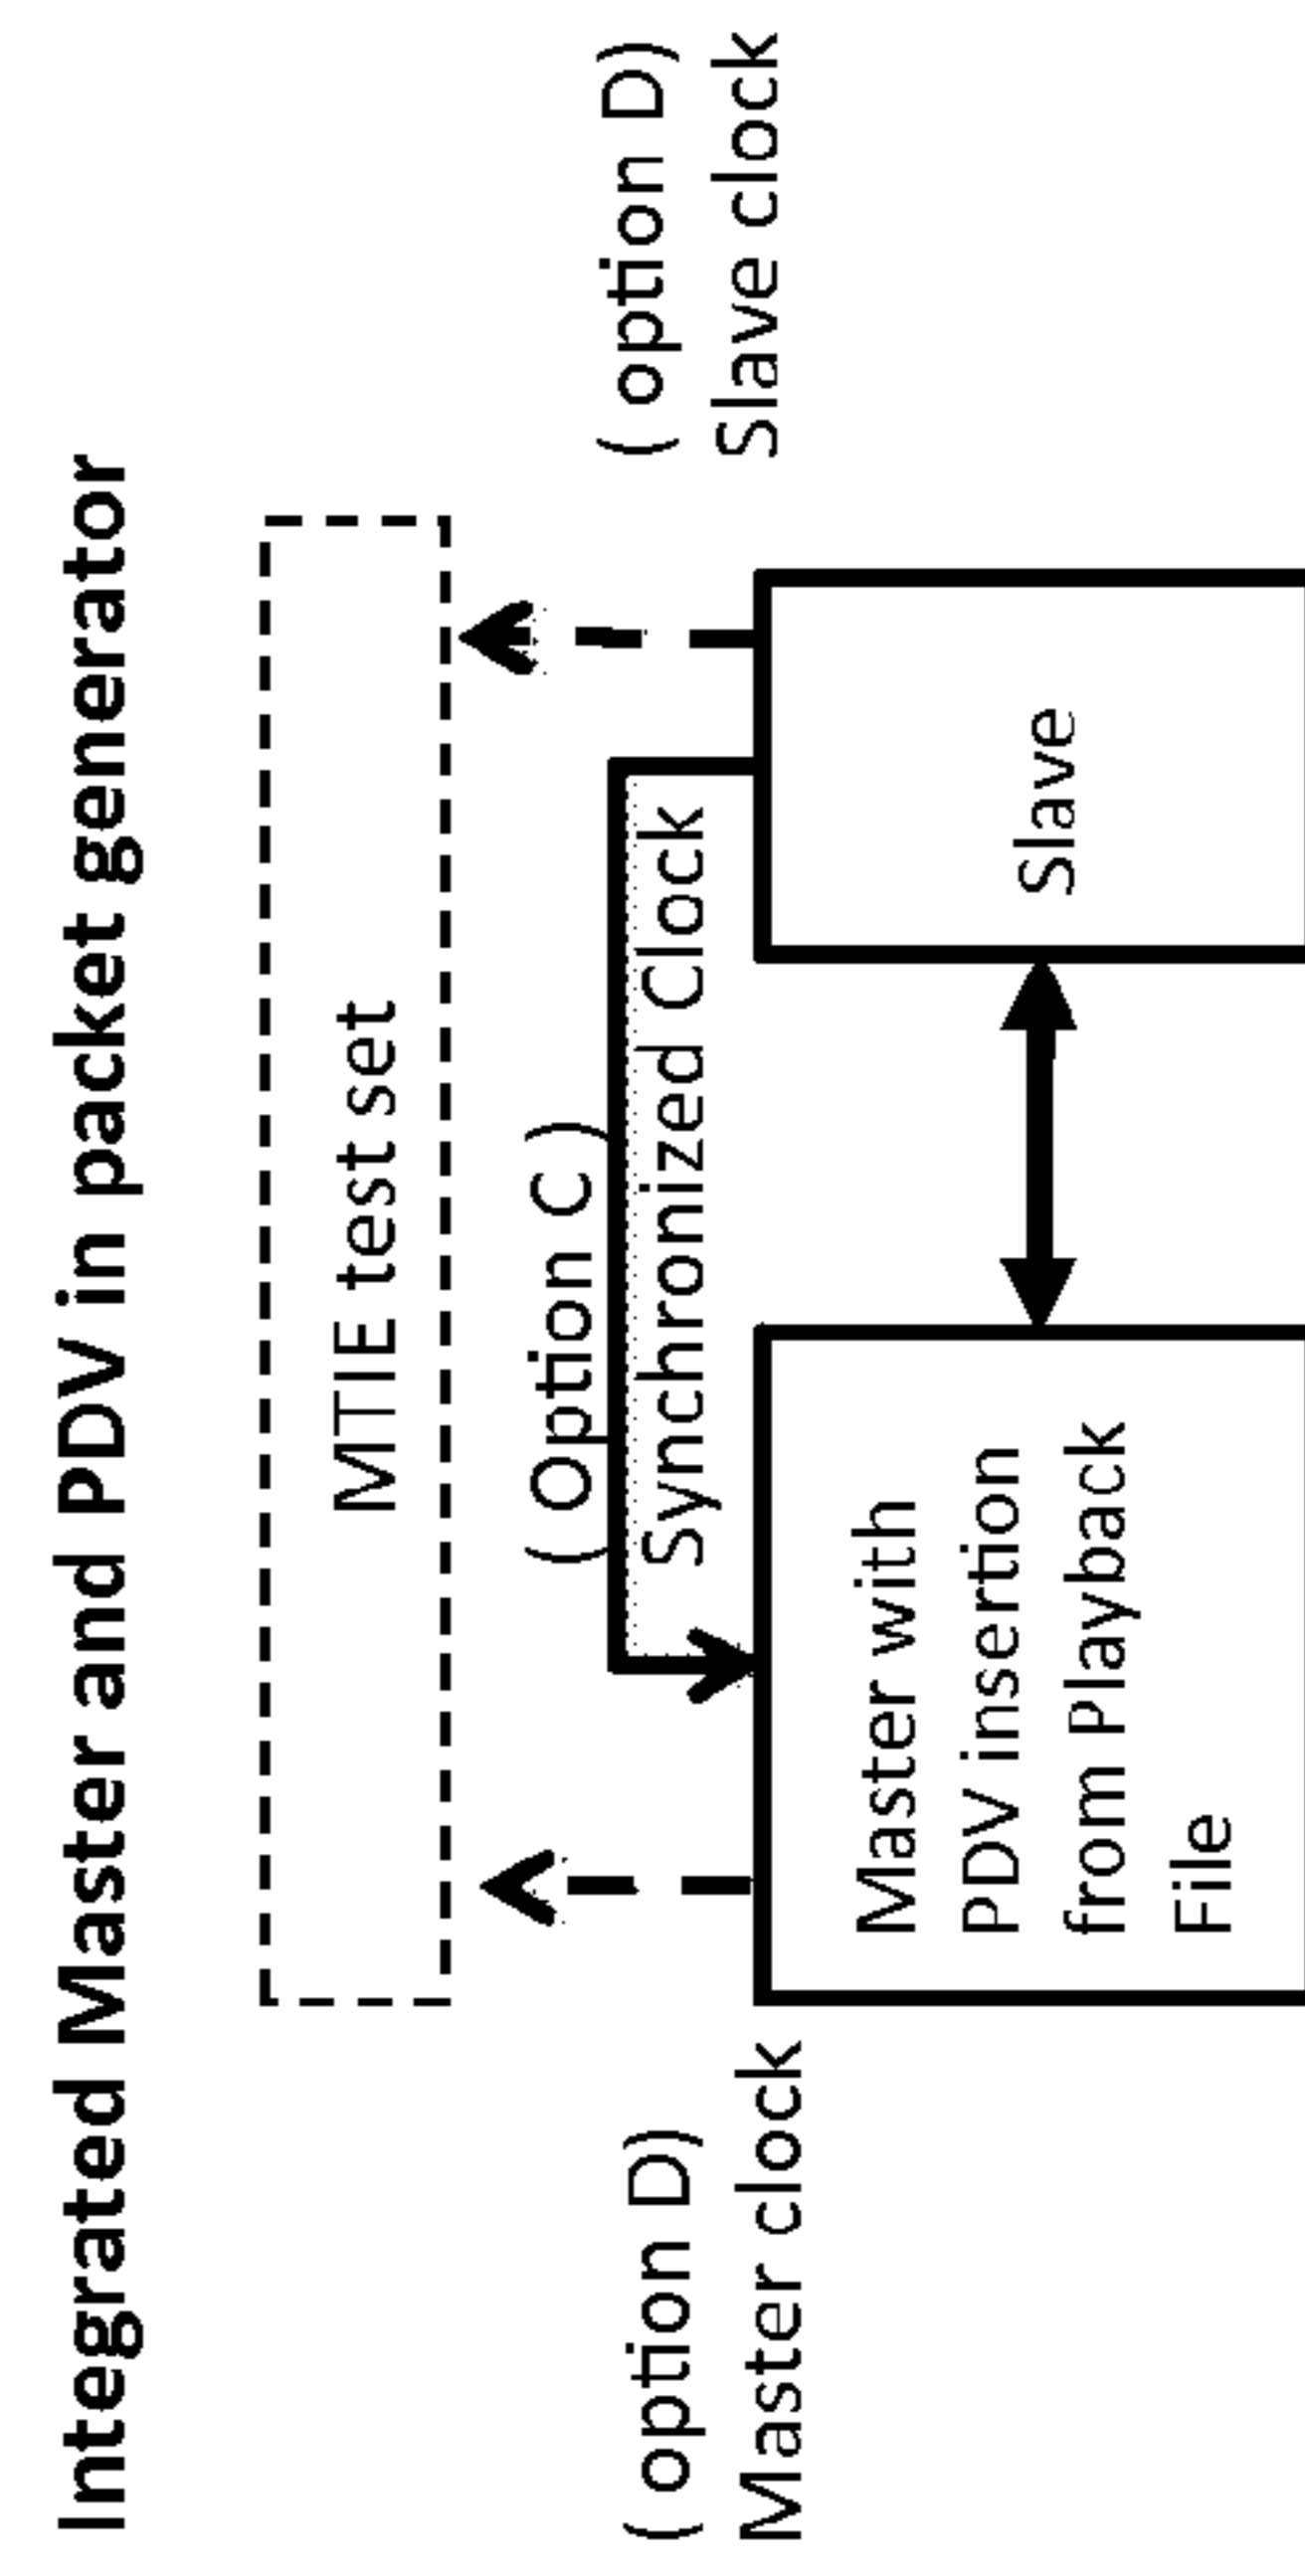 Integrated Master and PDV in packet generator
MTIE test set
( Option C )
Synchronized Clock
( option D)
Master clock
( option D)
Slave clock
Master with
PDV insertion
from Playback
File
Slave